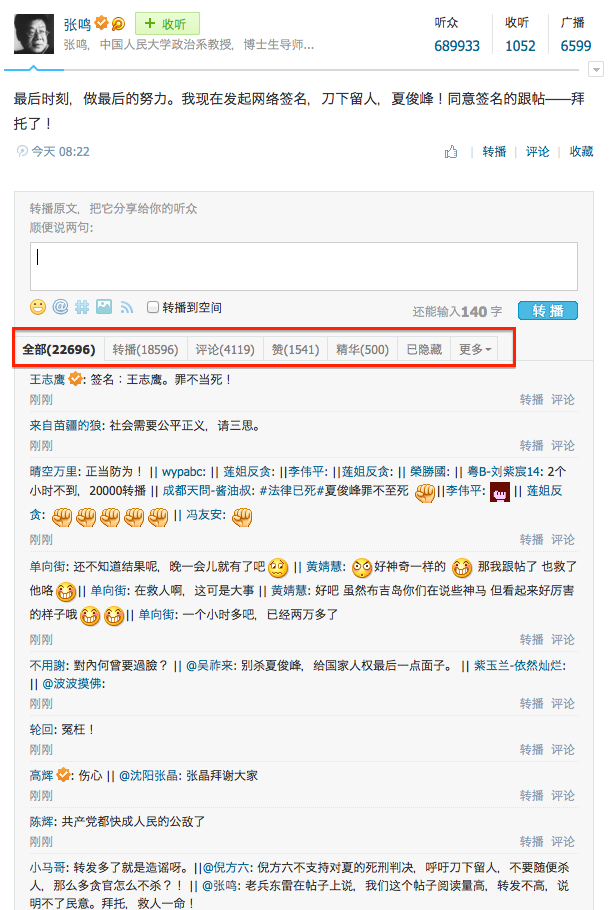 张鸣 + 收听
张鸣，中国人民大学政治系教授，博士生导师...
听众 收听 广播
689933 1052 6599
最后时刻，做最后的努力。我现在发起网络签名，刀下留人，夏俊峰！同意签名的跟帖——拜
托了！
今天 08:22 转播 | 评论 | 收藏
转播原文，把它分享给你的听众
顺便说两句:
转播到空间 还能输入140 字 转 播
全部(22696) 转播(18596) 评论(4119) 赞(1541) 精华(500) 已隐藏 更多
王志鹰: 签名：王志鹰。罪不当死！
刚刚 转播 评论
来自苗疆的狼: 社会需要公平正义，请三思。
刚刚 转播 评论
晴空万里: 正当防为！ || wypabc: || 莲姐反贪: ||李伟平: ||莲姐反贪: || 榮勝國: || 粤B-刘紫宸14: 2个
小时不到，20000转播 || 成都天問-酱油叔: #法律已死#夏俊峰罪不至死 ||李伟平: || 莲姐反
贪: || 冯友安:
刚刚 转播 评论
单向街: 还不知道结果呢，晚一会儿就有了吧 || 黄婧慧: 好神奇一样的 那我跟帖了 也救了
他咯 || 单向街: 在救人啊，这可是大事 || 黄婧慧: 好吧 虽然布吉岛你们在说些神马 但看起来好厉害
的样子哦 || 单向街: 一个小时多吧，已经两万多了
刚刚 转播 评论
不用謝: 對內何曾要過臉？ || @吴祚来: 别杀夏俊峰，给国家人权最后一点面子。 || 紫玉兰-依然灿烂:
|| @波波摸佛:
刚刚 转播 评论
轮回: 冤枉！
刚刚 转播 评论
高辉: 伤心 || @沈阳张晶: 张晶拜谢大家
刚刚 转播 评论
陈辉: 共产党都快成人民的公敌了
刚刚 转播 评论
小马哥: 转发多了就是造谣呀。||@倪方六: 倪方六不支持对夏的死刑判决，呼吁刀下留人，不要随便杀
人，那么多贪官怎么不杀？！ || @张鸣: 老兵东雷在帖子上说，我们这个帖子阅读量高，转发不高，说
明不了民意。拜托，救人一命！